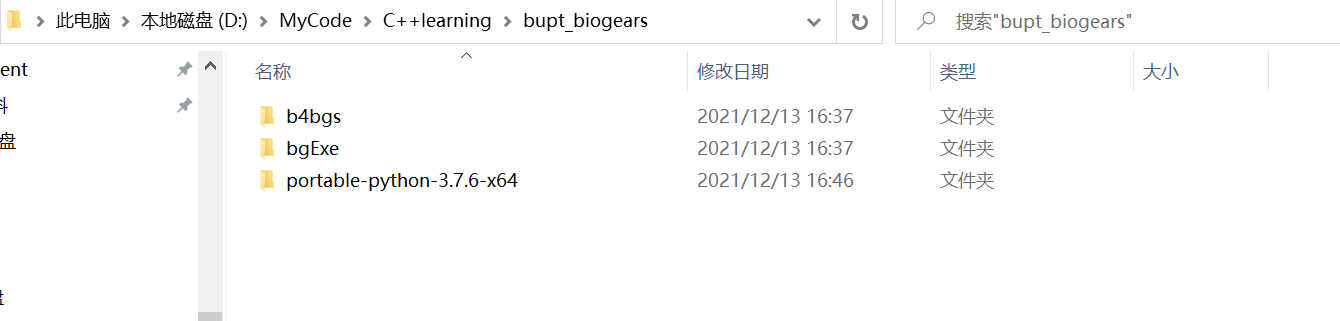 此电脑 本地磁盘 (D:) MyCode C++learning bupt_biogears 搜索"bupt_biogears"
ent
料
盘
名称 修改日期 类型 大小
b4bgs 2021/12/13 16:37 文件夹
bgExe 2021/12/13 16:37 文件夹
portable-python-3.7.6-x64 2021/12/13 16:46 文件夹